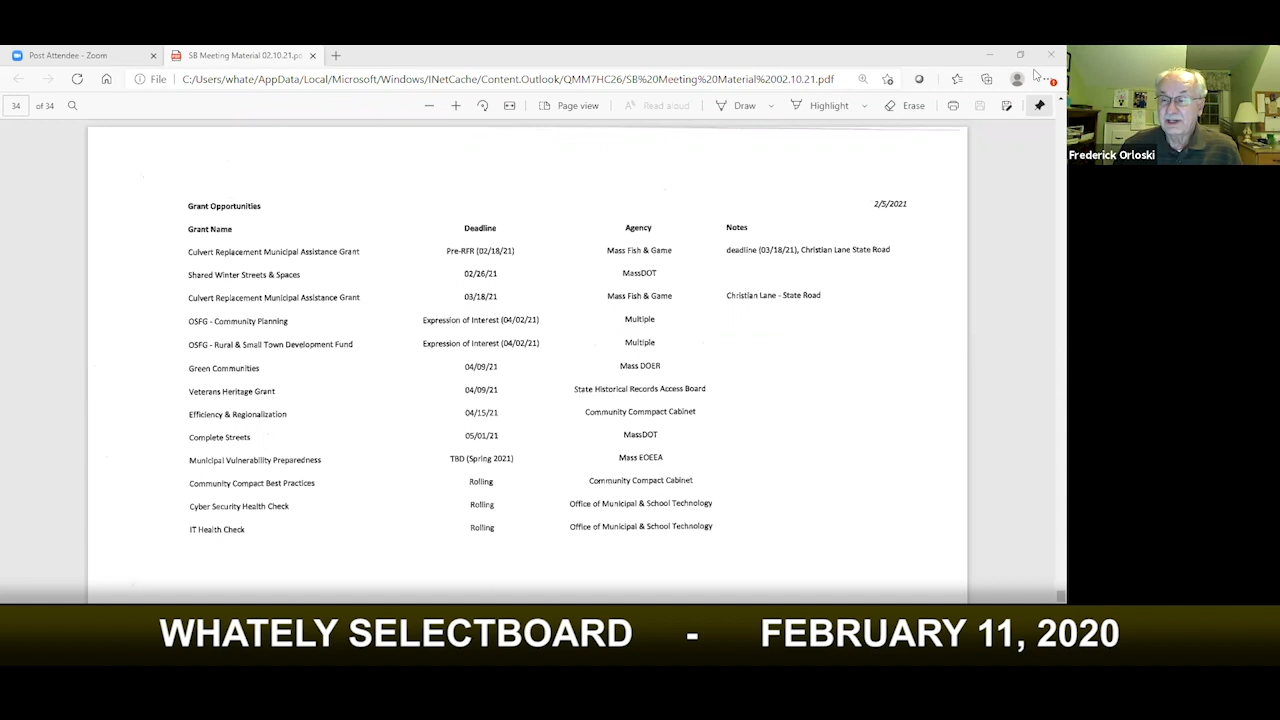 Post Attendee - Zoom
SB Meeting Material 02.10.21.pd
File C:/Users/whate/AppData/Local/Microsoft/Windows/INetCache/Content.Outlook/QMM7HC26/SB%20Meeting%20Material%2002.10.21.pdf
34 of 34 Page view Read aloud Draw Highlight Erase
Frederick Orloski
Grant Opportunities 2/5/2021
Grant Name Deadline Agency Notes
Culvert Replacement Municipal Assistance Grant Pre-RFR (02/18/21) Mass Fish & Game deadline (03/18/21), Christian Lane State Road
Shared Winter Streets & Spaces 02/26/21 MassDOT
Culvert Replacement Municipal Assistance Grant 03/18/21 Mass Fish & Game Christian Lane - State Road
OSFG - Community Planning Expression of Interest (04/02/21) Multiple
OSFG - Rural & Small Town Development Fund Expression of Interest (04/02/21) Multiple
Green Communities 04/09/21 Mass DOER
Veterans Heritage Grant 04/09/21 State Historical Records Access Board
Efficiency & Regionalization 04/15/21 Community Commpact Cabinet
Complete Streets 05/01/21 MassDOT
Municipal Vulnerability Preparedness TBD (Spring 2021) Mass EOEEA
Community Compact Best Practices Rolling Community Compact Cabinet
Cyber Security Health Check Rolling Office of Municipal & School Technology
IT Health Check Rolling Office of Municipal & School Technology
WHATELY SELECTBOARD - FEBRUARY 11, 2020